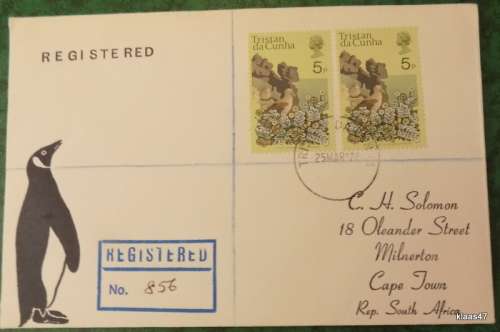 REGISTERED
Tristan
da Cunha
5p
Tristan
da Cunha
5p
25 MAR
C. H. Solomon
18 Oleander Street
Milnerton
Cape Town
Rep. South Africa
REGISTERED
No. 856
klaas47